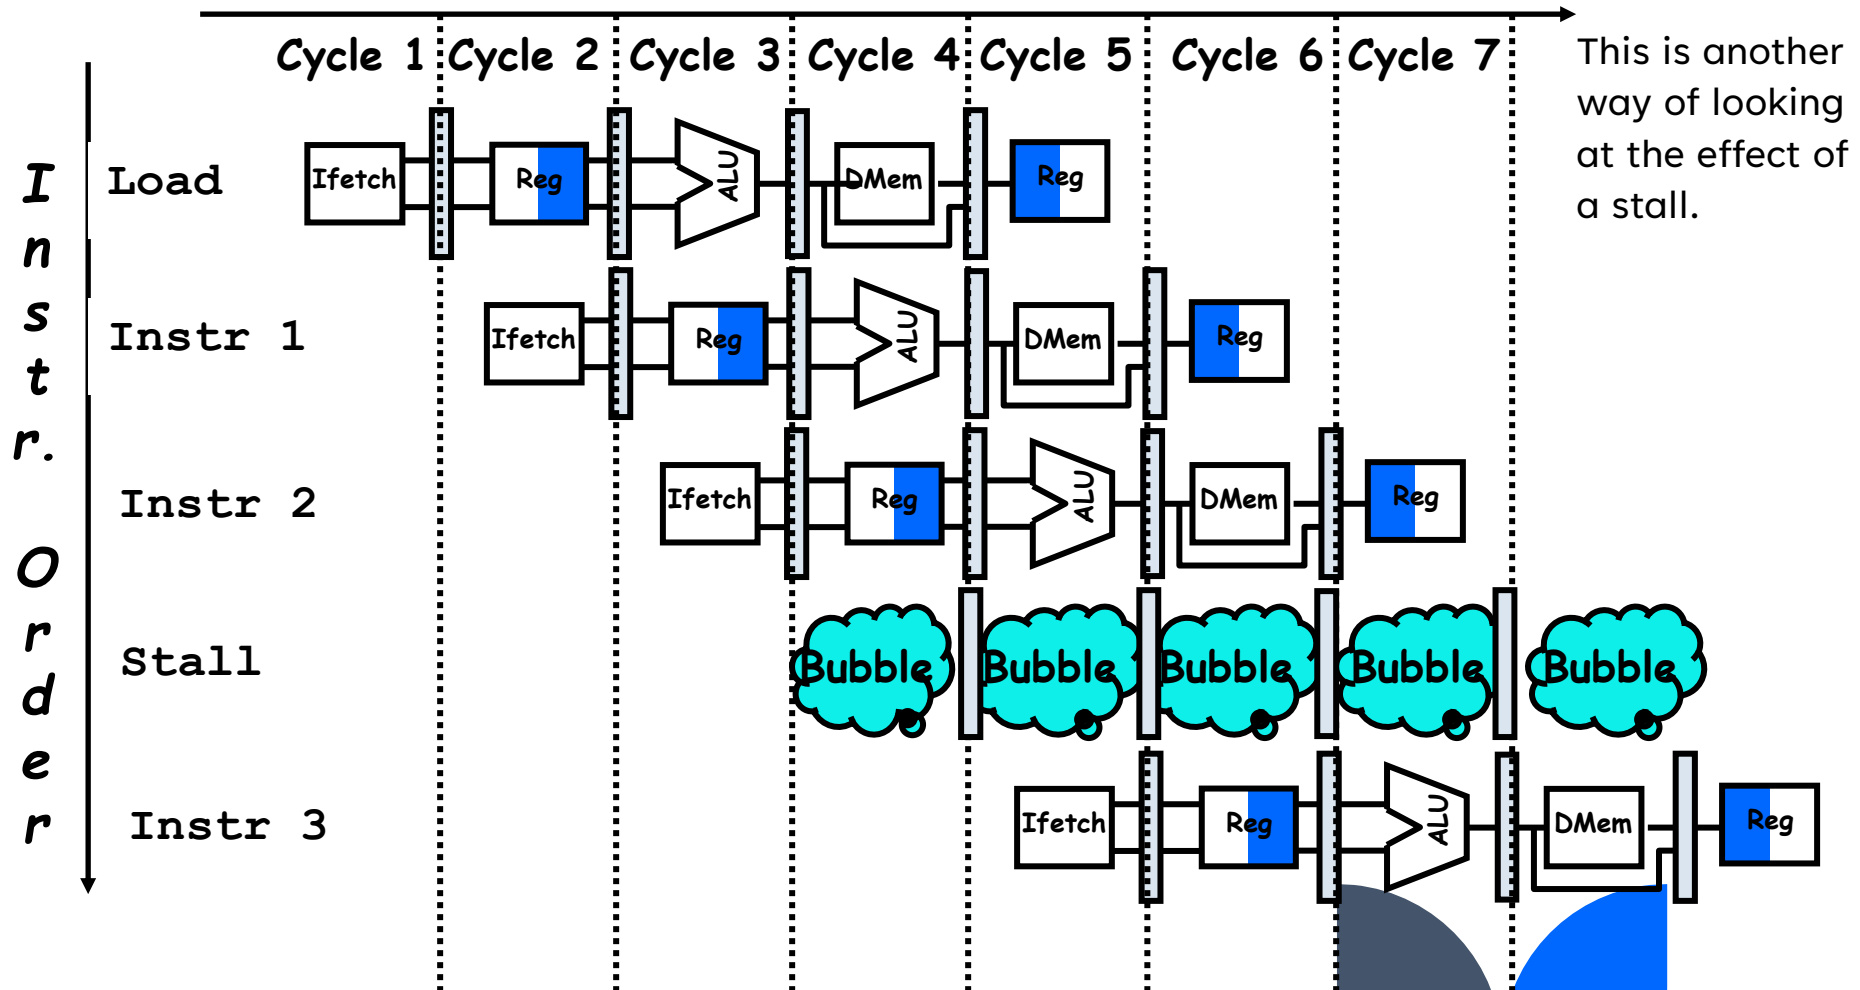 Cycle 1 Cycle 2 Cycle 3 Cycle 4 Cycle 5 Cycle 6 Cycle 7
This is another
way of looking
at the effect of
a stall.
Instr. Order
Load Ifetch Reg ALU DMem Reg
Instr 1 Ifetch Reg ALU DMem Reg
Instr 2 Ifetch Reg ALU DMem Reg
Stall Bubble Bubble Bubble Bubble Bubble
Instr 3 Ifetch Reg ALU DMem Reg